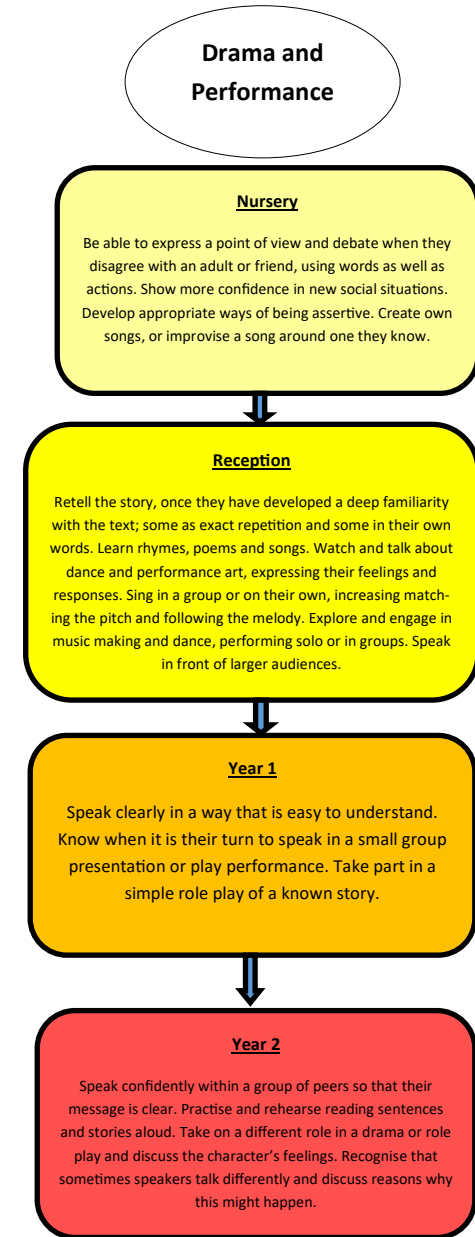 Drama and
Performance
Nursery
Be able to express a point of view and debate when they
disagree with an adult or friend, using words as well as
actions. Show more confidence in new social situations.
Develop appropriate ways of being assertive. Create own
songs, or improvise a song around one they know.
Reception
Retell the story, once they have developed a deep familiarity
with the text; some as exact repetition and some in their own
words. Learn rhymes, poems and songs. Watch and talk about
dance and performance art, expressing their feelings and
responses. Sing in a group or on their own, increasing match-
ing the pitch and following the melody. Explore and engage in
music making and dance, performing solo or in groups. Speak
in front of larger audiences.
Year 1
Speak clearly in a way that is easy to understand.
Know when it is their turn to speak in a small group
presentation or play performance. Take part in a
simple role play of a known story.
Year 2
Speak confidently within a group of peers so that their
message is clear. Practise and rehearse reading sentences
and stories aloud. Take on a different role in a drama or role
play and discuss the character’s feelings. Recognise that
sometimes speakers talk differently and discuss reasons why
this might happen.